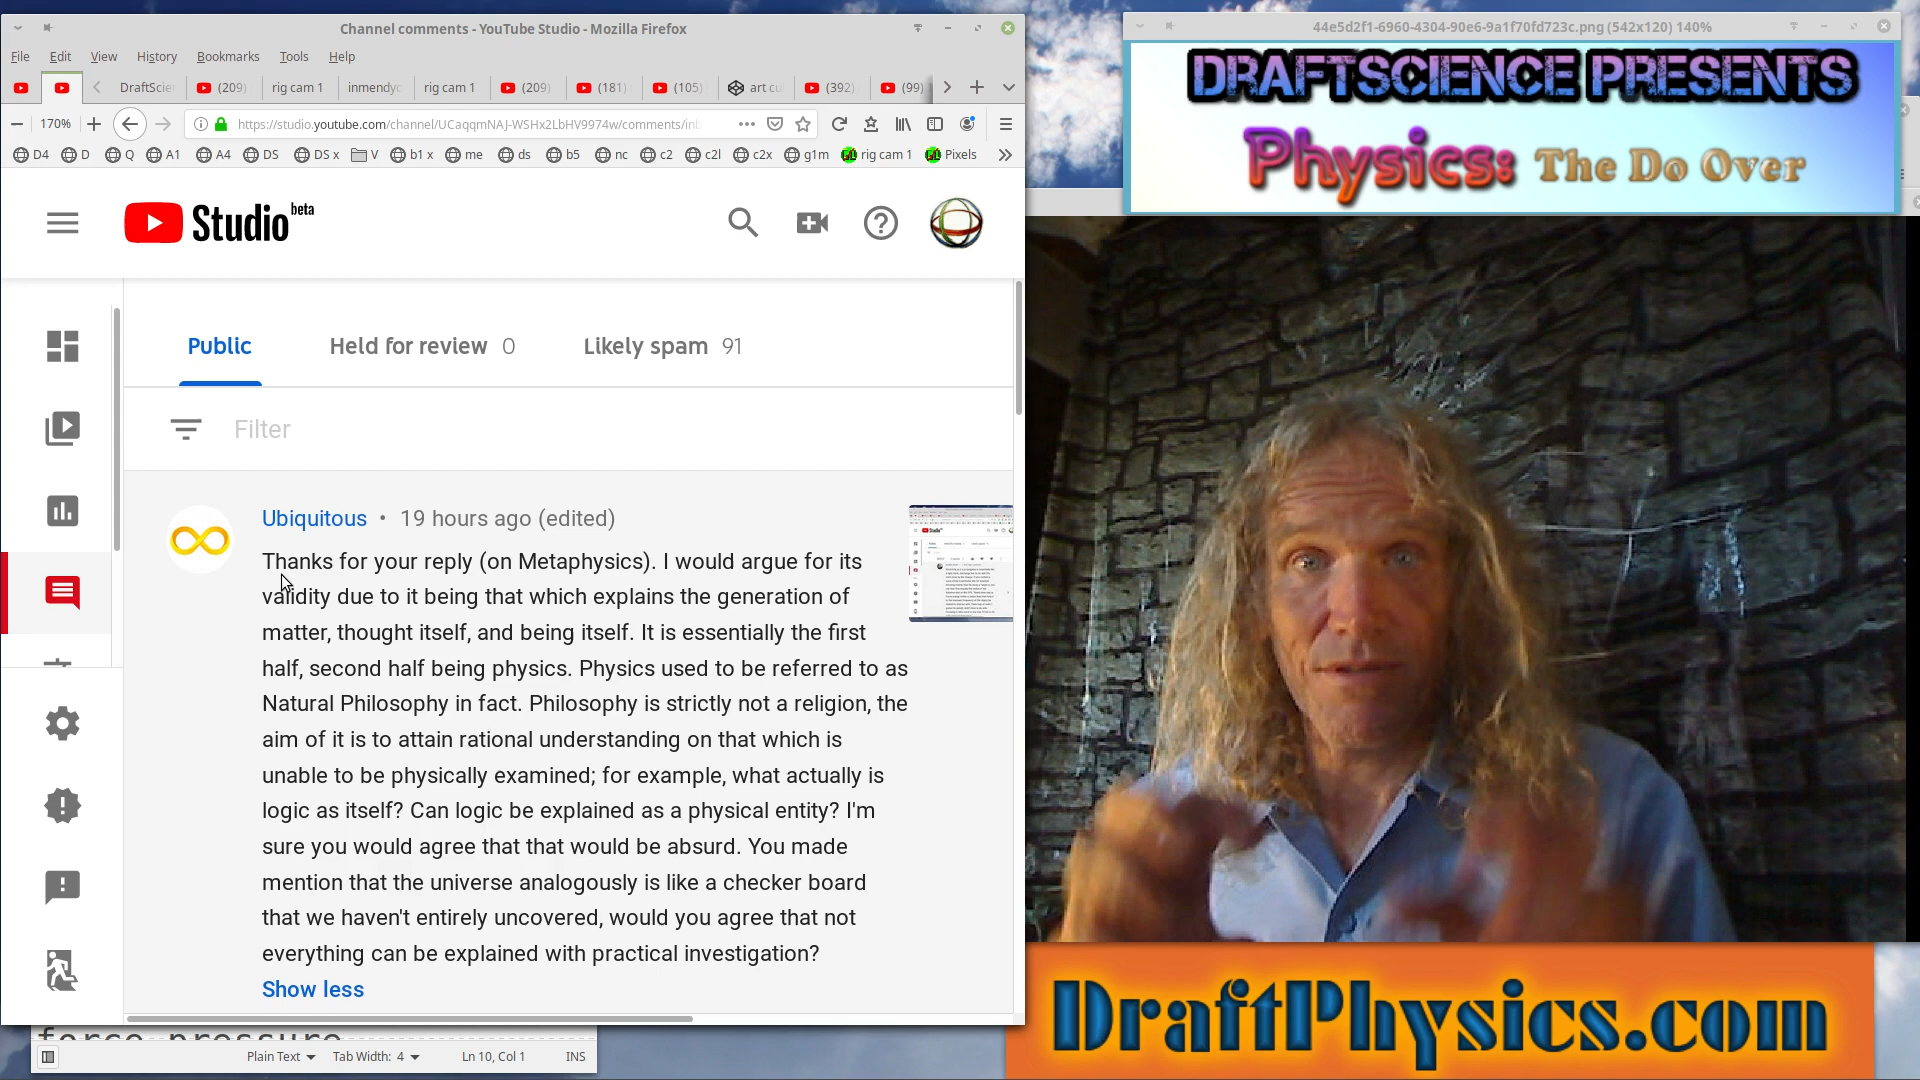 Channel comments - YouTube Studio - Mozilla Firefox
File Edit View History Bookmarks Tools Help
DraftScie (209) rig cam 1 inmendyc rig cam 1 (209) (181) (105) art cu (392) (99)
170% https://studio.youtube.com/channel/UCaqqmNAJ-WSHx2LbHV9974w/comments/inb
D4 D Q A1 A4 DS DS x V b1 x me ds b5 nc c2 c2l c2x g1m rig cam 1 Pixels
Studio beta
Public Held for review 0 Likely spam 91
Filter
Ubiquitous • 19 hours ago (edited)
Thanks for your reply (on Metaphysics). I would argue for its
validity due to it being that which explains the generation of
matter, thought itself, and being itself. It is essentially the first
half, second half being physics. Physics used to be referred to as
Natural Philosophy in fact. Philosophy is strictly not a religion, the
aim of it is to attain rational understanding on that which is
unable to be physically examined; for example, what actually is
logic as itself? Can logic be explained as a physical entity? I'm
sure you would agree that that would be absurd. You made
mention that the universe analogously is like a checker board
that we haven't entirely uncovered, would you agree that not
everything can be explained with practical investigation?
Show less
force pressure
Plain Text Tab Width: 4 Ln 10, Col 1 INS
44e5d2f1-6960-4304-90e6-9a1f70fd723c.png (542x120) 140%
DRAFTSCIENCE PRESENTS
Physics: The Do Over
DraftPhysics.com